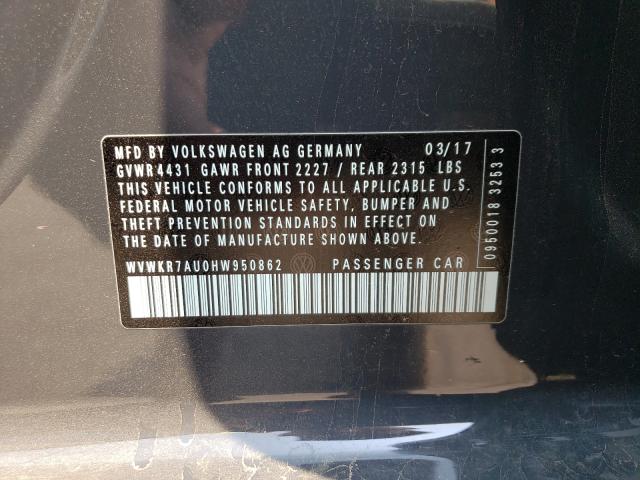 MFD BY VOLKSWAGEN AG GERMANY 03/17
GVWR 4431 GAWR FRONT 2227 / REAR 2315 LBS
THIS VEHICLE CONFORMS TO ALL APPLICABLE U.S.
FEDERAL MOTOR VEHICLE SAFETY, BUMPER AND
THEFT PREVENTION STANDARDS IN EFFECT ON
THE DATE OF MANUFACTURE SHOWN ABOVE.
WVWKR7AU0HW950862 PASSENGER CAR
0950018 3253 3